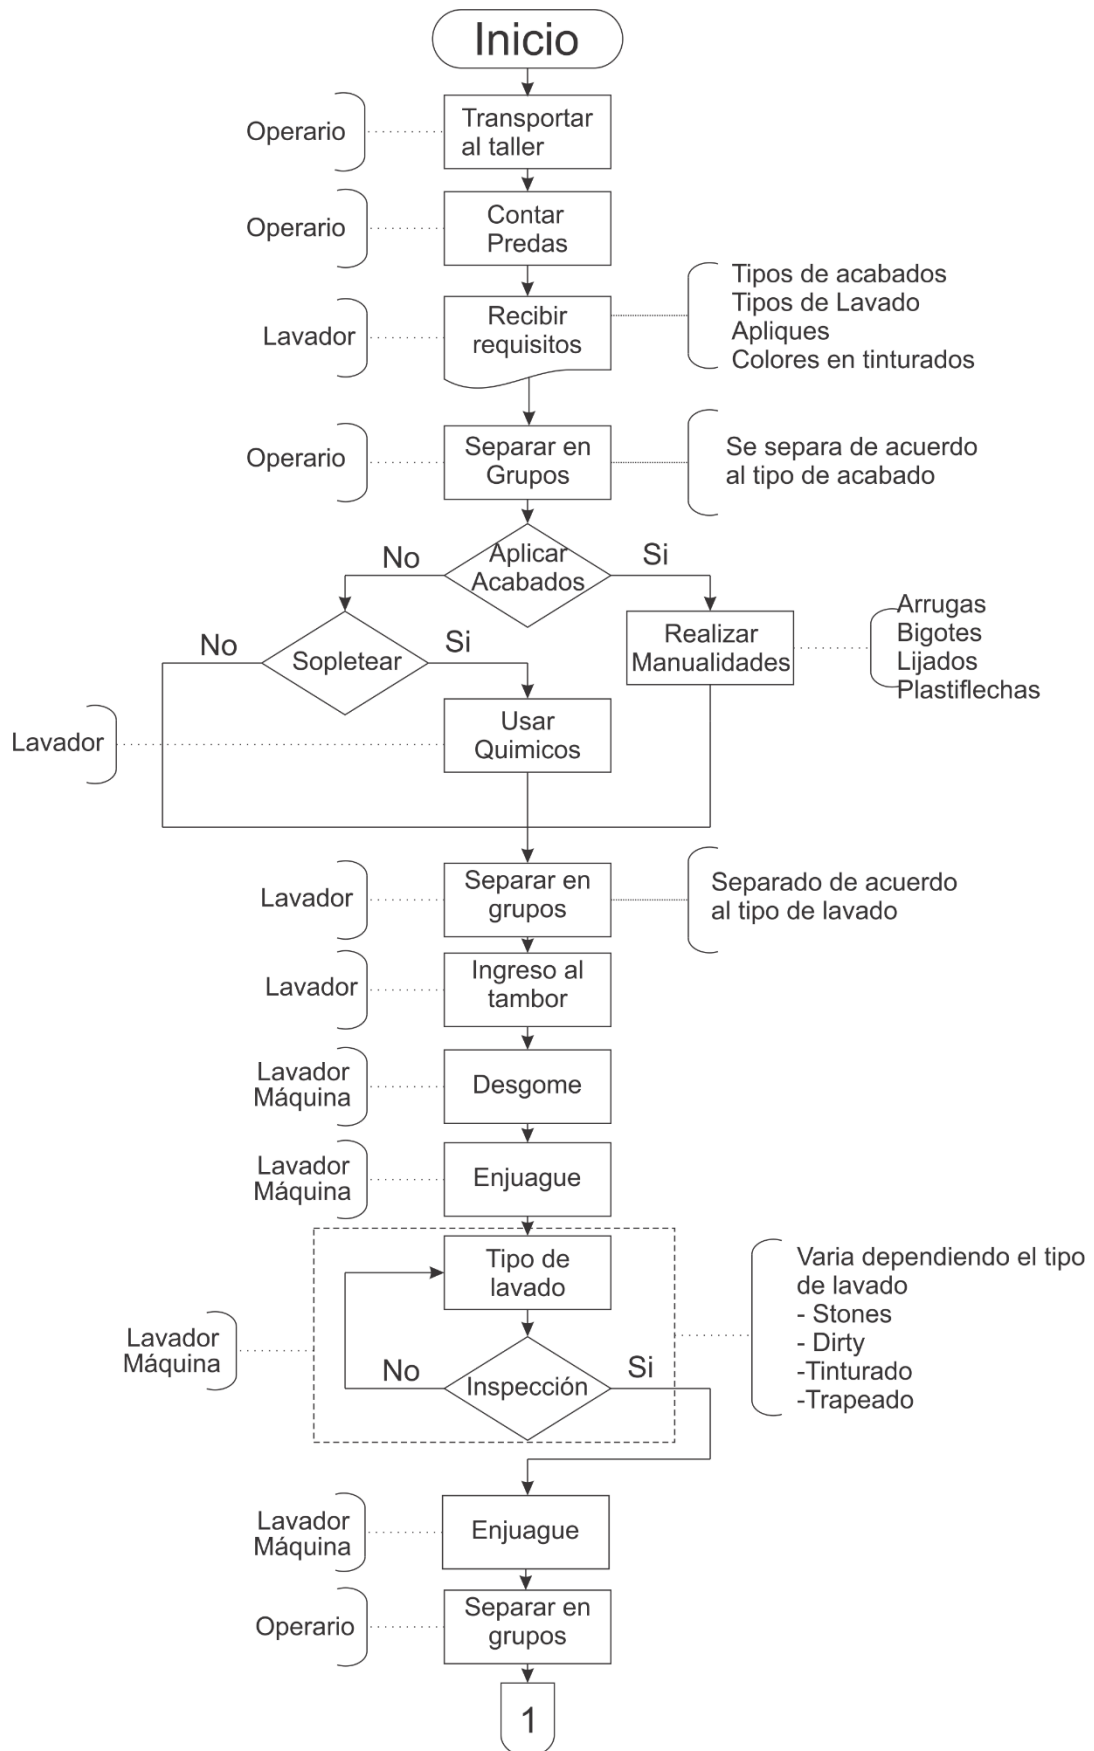 Inicio
Operario
Transportar
al taller
Operario
Contar
Predas
Lavador
Recibir
requisitos
Tipos de acabados
Tipos de Lavado
Apliques
Colores en tinturados
Operario
Separar en
Grupos
Se separa de acuerdo
al tipo de acabado
No
Aplicar
Acabados
Si
No
Sopletear
Si
Realizar
Manualidades
Arrugas
Bigotes
Lijados
Plastiflechas
Lavador
Usar
Quimicos
Lavador
Separar en
grupos
Separado de acuerdo
al tipo de lavado
Lavador
Ingreso al
tambor
Lavador
Máquina
Desgome
Lavador
Máquina
Enjuague
Tipo de
lavado
Varia dependiendo el tipo
de lavado
- Stones
- Dirty
-Tinturado
-Trapeado
Lavador
Máquina
No
Inspección
Si
Lavador
Máquina
Enjuague
Operario
Separar en
grupos
1